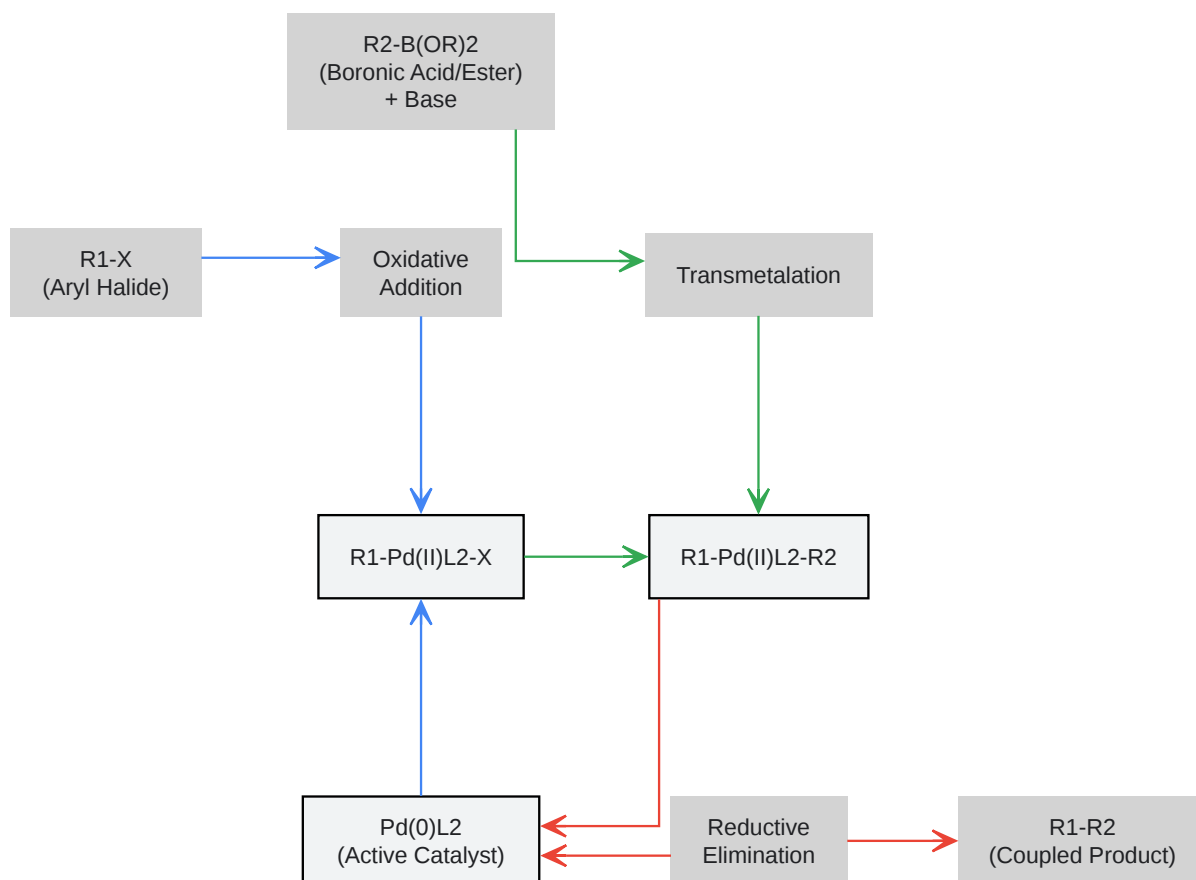 R2-B(OR)2
(Boronic Acid/Ester)
+ Base
R1-X
(Aryl Halide)
Oxidative
Addition
Transmetalation
R1-Pd(II)L2-X
R1-Pd(II)L2-R2
Pd(0)L2
(Active Catalyst)
Reductive
Elimination
R1-R2
(Coupled Product)